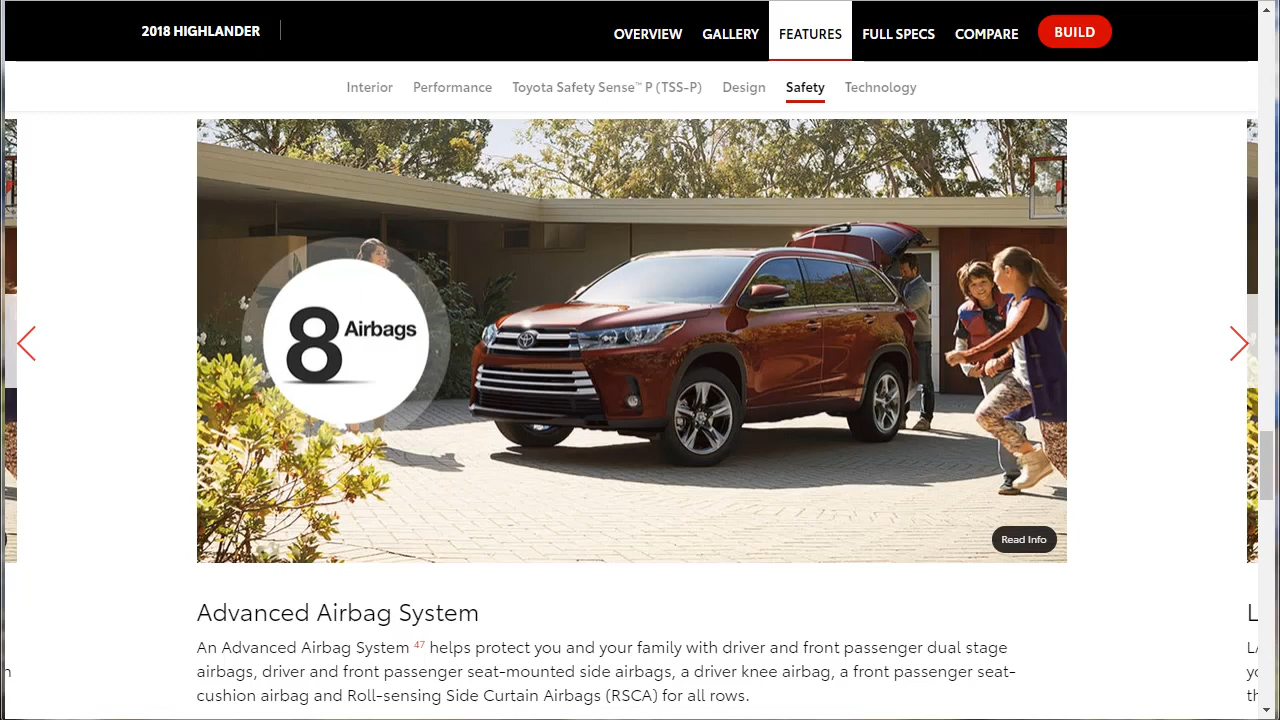 2018 HIGHLANDER
OVERVIEW GALLERY FEATURES FULL SPECS COMPARE BUILD
Interior Performance Toyota Safety Sense™ P (TSS-P) Design Safety Technology
8 Airbags
Read Info
Advanced Airbag System
An Advanced Airbag System 47 helps protect you and your family with driver and front passenger dual stage
airbags, driver and front passenger seat-mounted side airbags, a driver knee airbag, a front passenger seat-
cushion airbag and Roll-sensing Side Curtain Airbags (RSCA) for all rows.